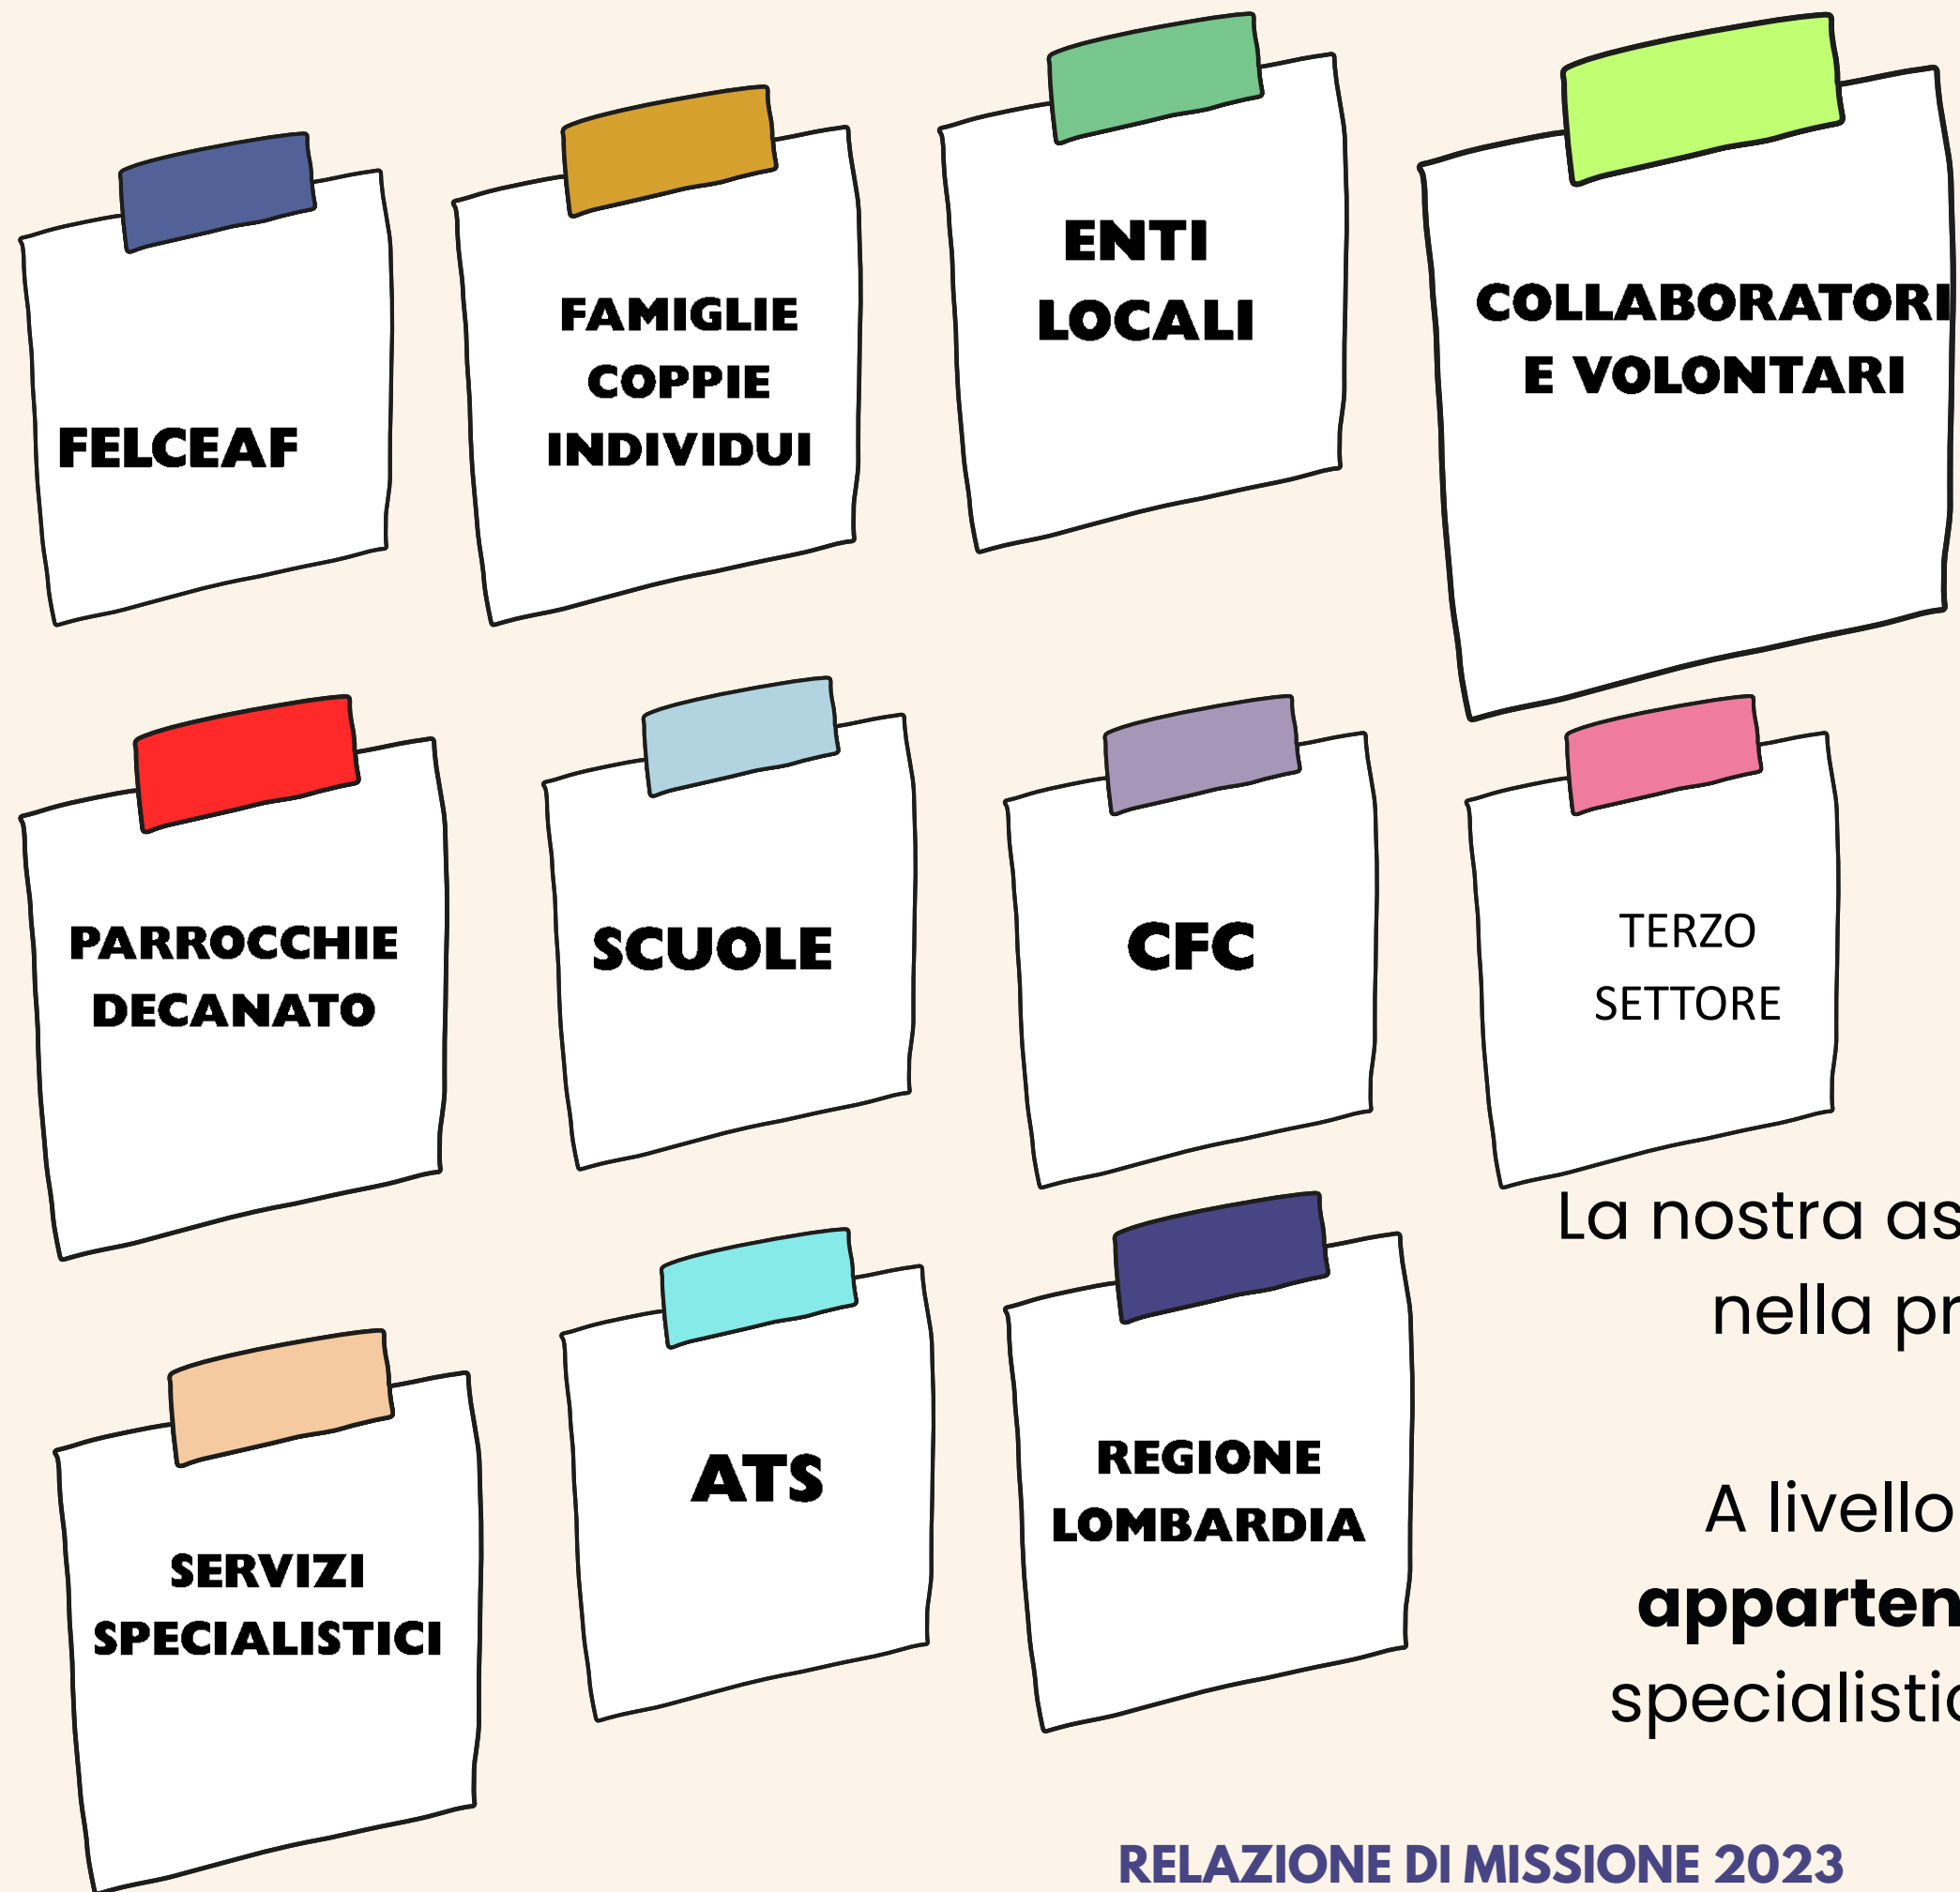 FELCEAF
FAMIGLIE
COPPIE
INDIVIDUI
ENTI
LOCALI
COLLABORATORI
E VOLONTARI
PARROCCHIE
DECANATO
SCUOLE
CFC
TERZO
SETTORE
SERVIZI
SPECIALISTICI
ATS
REGIONE
LOMBARDIA
La nostra as
nella pr
A livello
apparten
specialistic
RELAZIONE DI MISSIONE 2023